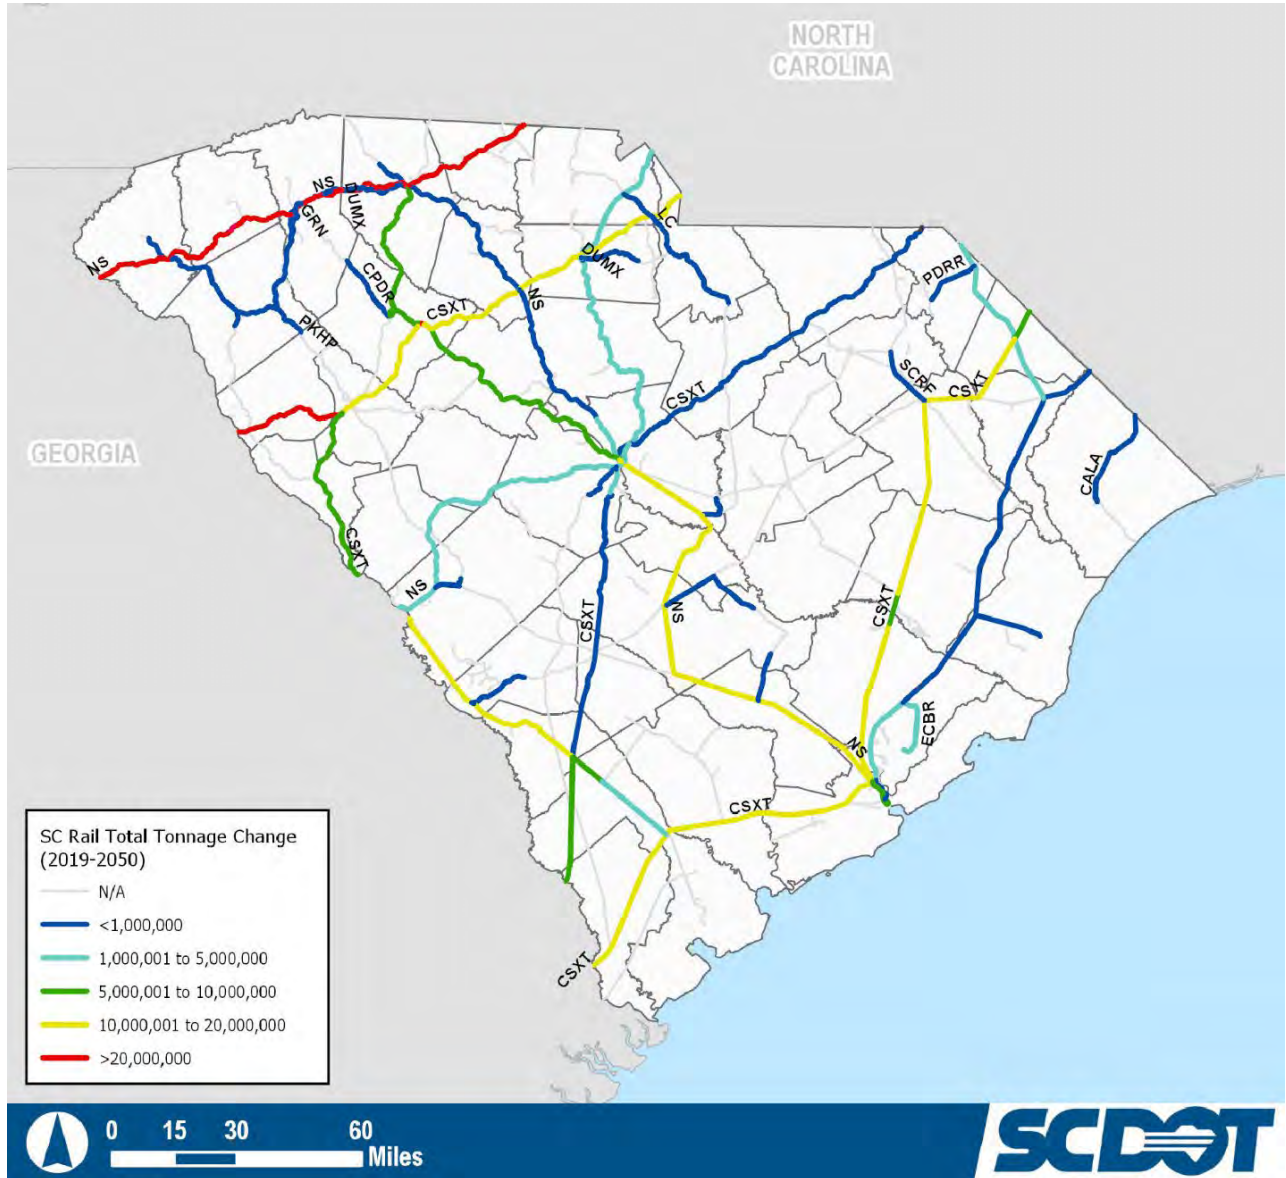 NORTH
CAROLINA
NS
DUMX
GRN
NS
LC
DUMX
PDRR
CPDR
CSXT
NS
PKHP
CSXT
SCRF
CSXT
GEORGIA
CALA
CSXT
NS
CSXT
NS
CSXT
ECBR
NS
CSXT
CSXT
SC Rail Total Tonnage Change
(2019-2050)
N/A
<1,000,000
1,000,001 to 5,000,000
5,000,001 to 10,000,000
10,000,001 to 20,000,000
>20,000,000
0 15 30 60
Miles
SCDOT